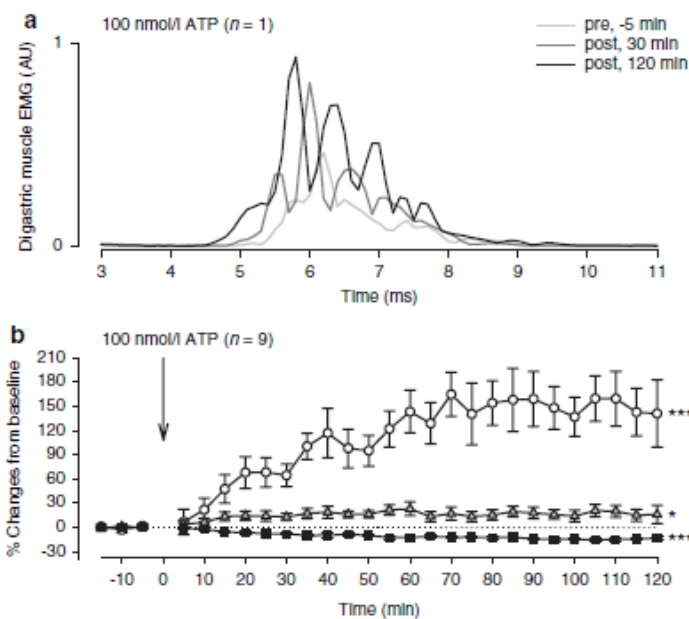 a
100 nmol/l ATP (n = 1)
pre, -5 min
post, 30 min
post, 120 min
Digastric muscle EMG (AU)
1
0
3 4 5 6 7 8 9 10 11
Time (ms)
b
100 nmol/l ATP (n = 9)
% Changes from baseline
210
180
150
120
90
60
30
0
-30
***
*
***
-10 0 10 20 30 40 50 60 70 80 90 100 110 120
Time (min)